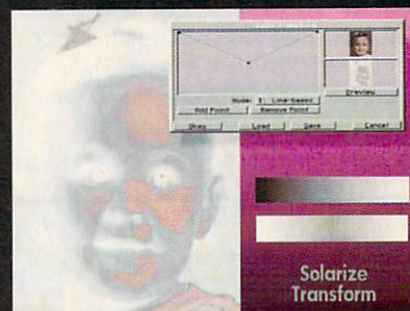 Preview
Mode: Line-based
Add Point Remove Point
Okay Load Save Cancel
Solarize
Transform